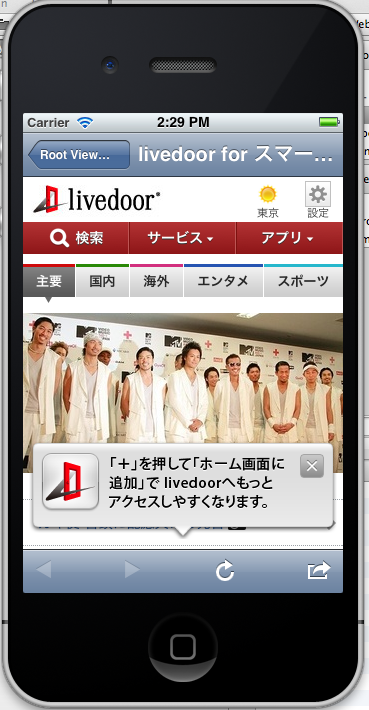 Carrier
2:29 PM
Root View...
livedoor for スマー...
livedoor
東京
設定
検索
サービス
アプリ
主要
国内
海外
エンタメ
スポーツ
「＋」を押して「ホーム画面に
追加」で livedoorへもっと
アクセスしやすくなります。